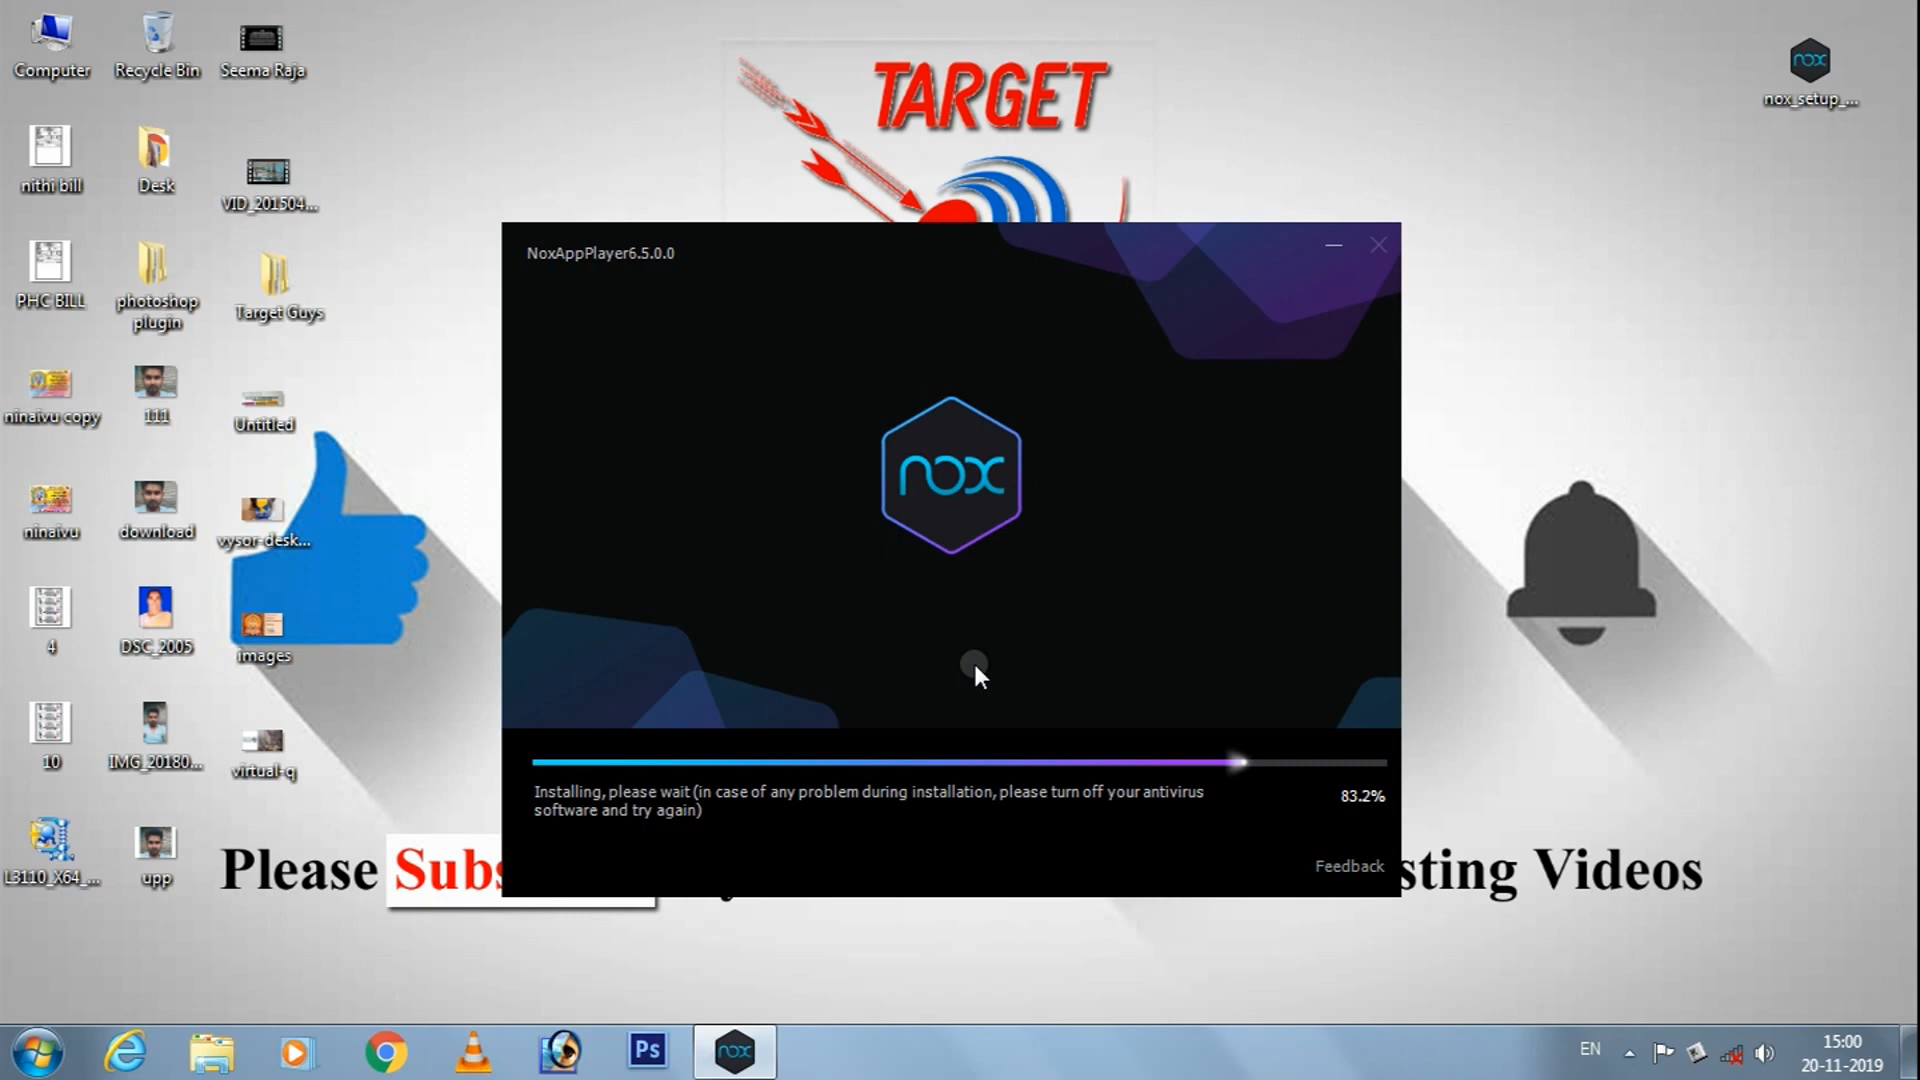 Computer
Recycle Bin
Seema Raja
nox_setup_...
TARGET
nithi bill
Desk
VID_201504...
NoxAppPlayer6.5.0.0
PHC BILL
photoshop
plugin
Target Guys
ninaivu copy
111
Untitled
nox
ninaivu
download
vysor-desk...
4
DSC_2005
images
10
IMG_20180...
virtual-q
Installing, please wait(in case of any problem during installation, please turn off your antivirus
software and try again)
83.2%
L3110_X64_...
upp
Please Subs
sting Videos
Feedback
Ps
nox
EN
15:00
20-11-2019